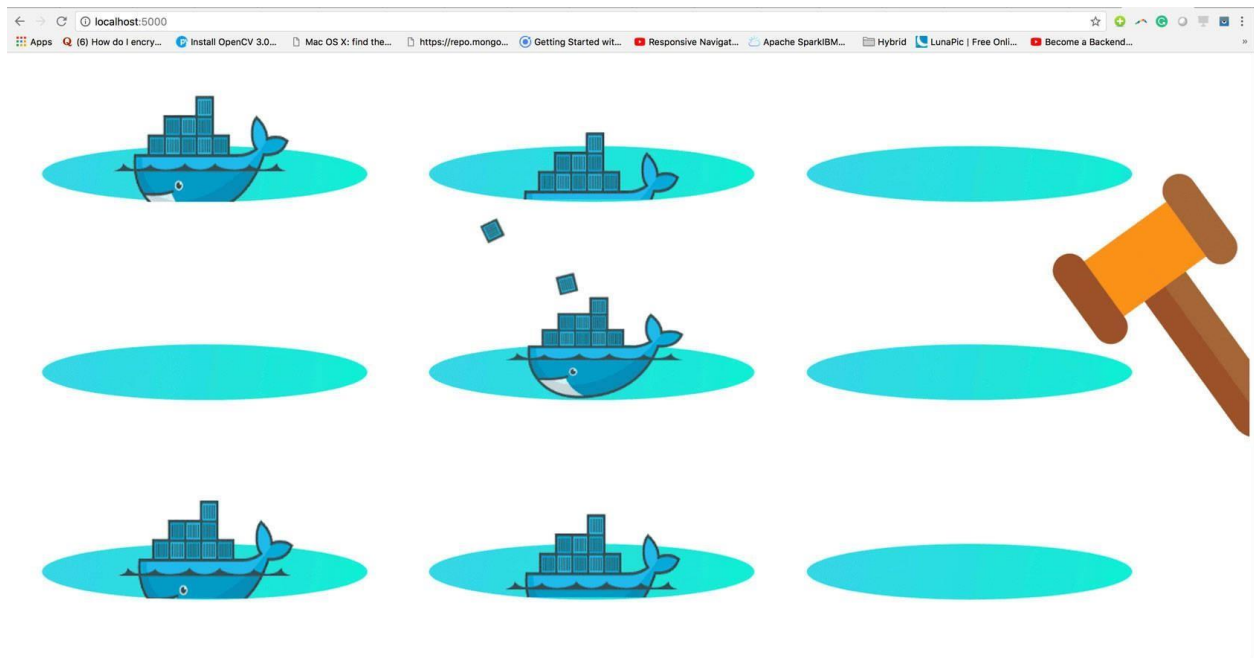 localhost:5000
Apps (6) How do I encry... Install OpenCV 3.0... Mac OS X: find the... https://repo.mongo... Getting Started wit... Responsive Navigat... Apache SparkIBM... Hybrid LunaPic | Free Onli... Become a Backend... »